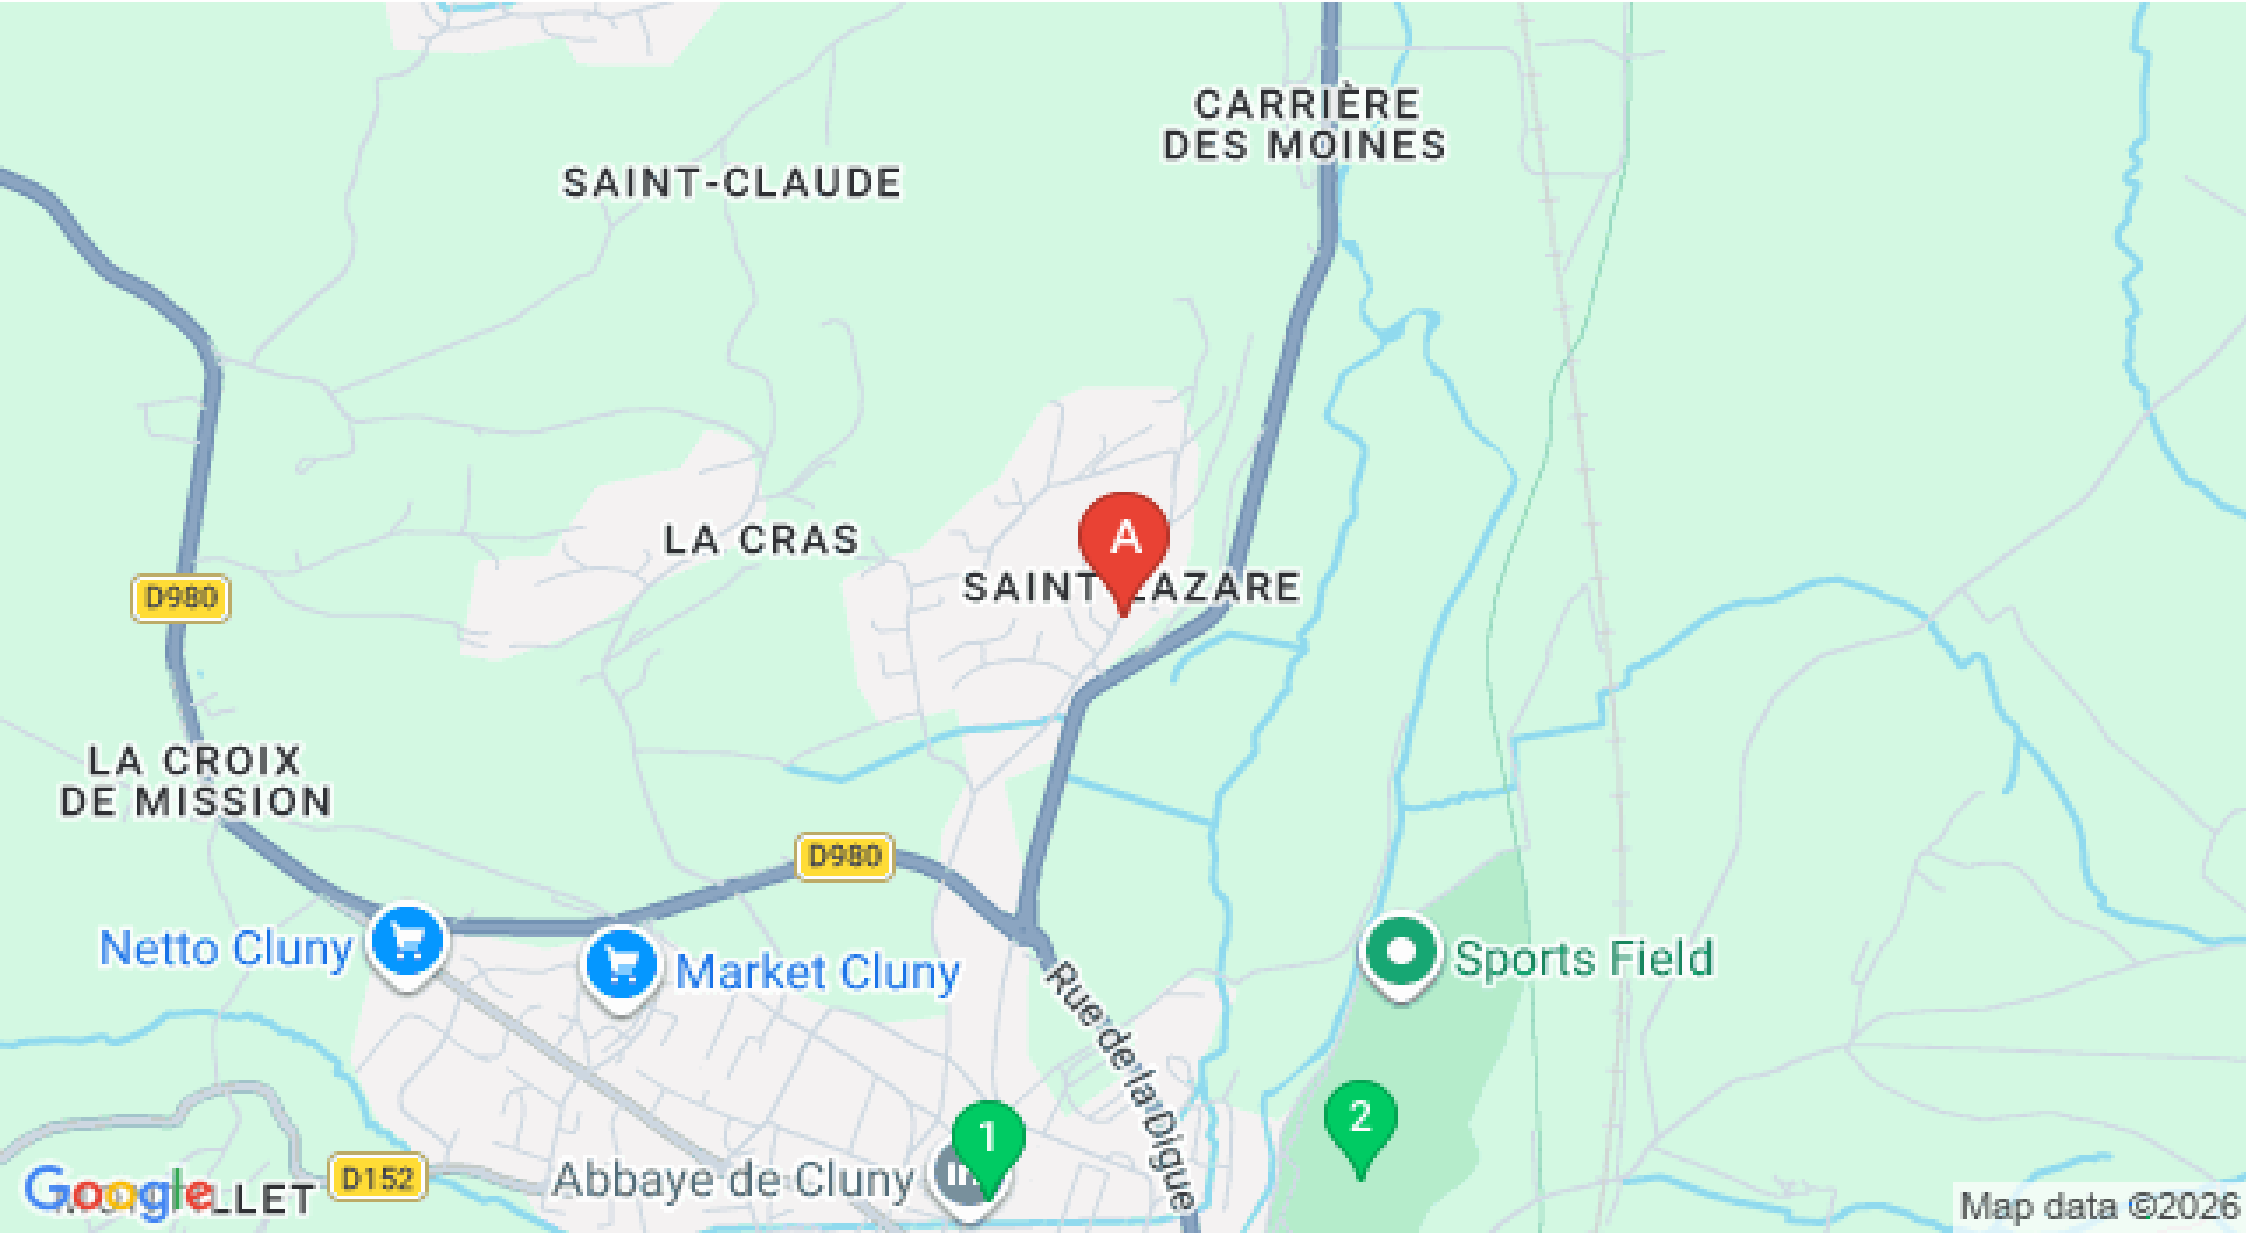 CARRIÈRE
DES MOINES
SAINT-CLAUDE
LA CRAS
A
SAINT-LAZARE
D980
LA CROIX
DE MISSION
D980
Netto Cluny
Market Cluny
Sports Field
Rue de la Digue
1
2
Abbaye de Cluny
D152
Google
LLET
Map data ©2026